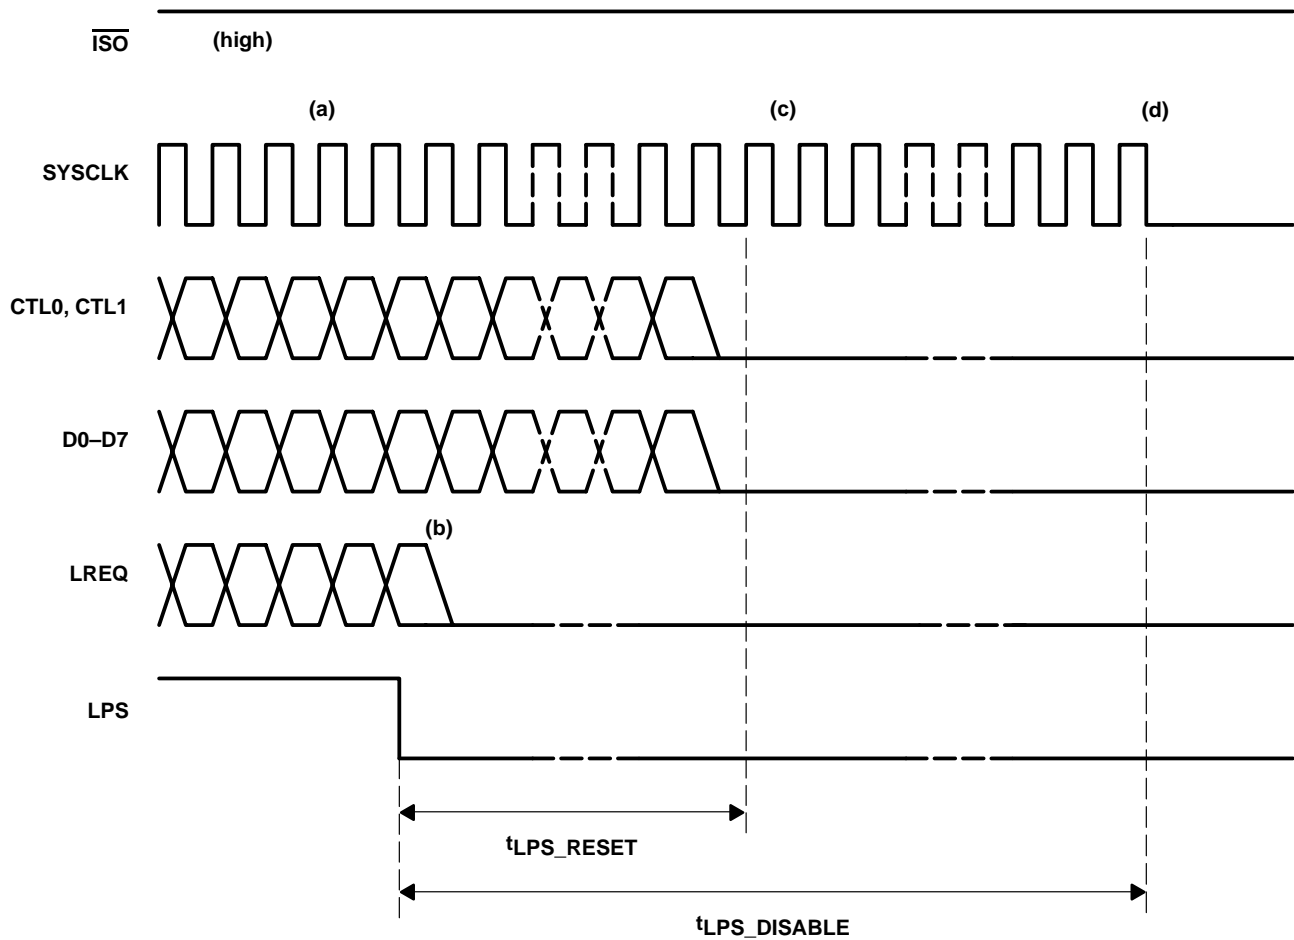 ISO (high)
(a) (c) (d)
SYSCLK
CTL0, CTL1
D0–D7
(b)
LREQ
LPS
tLPS_RESET
tLPS_DISABLE